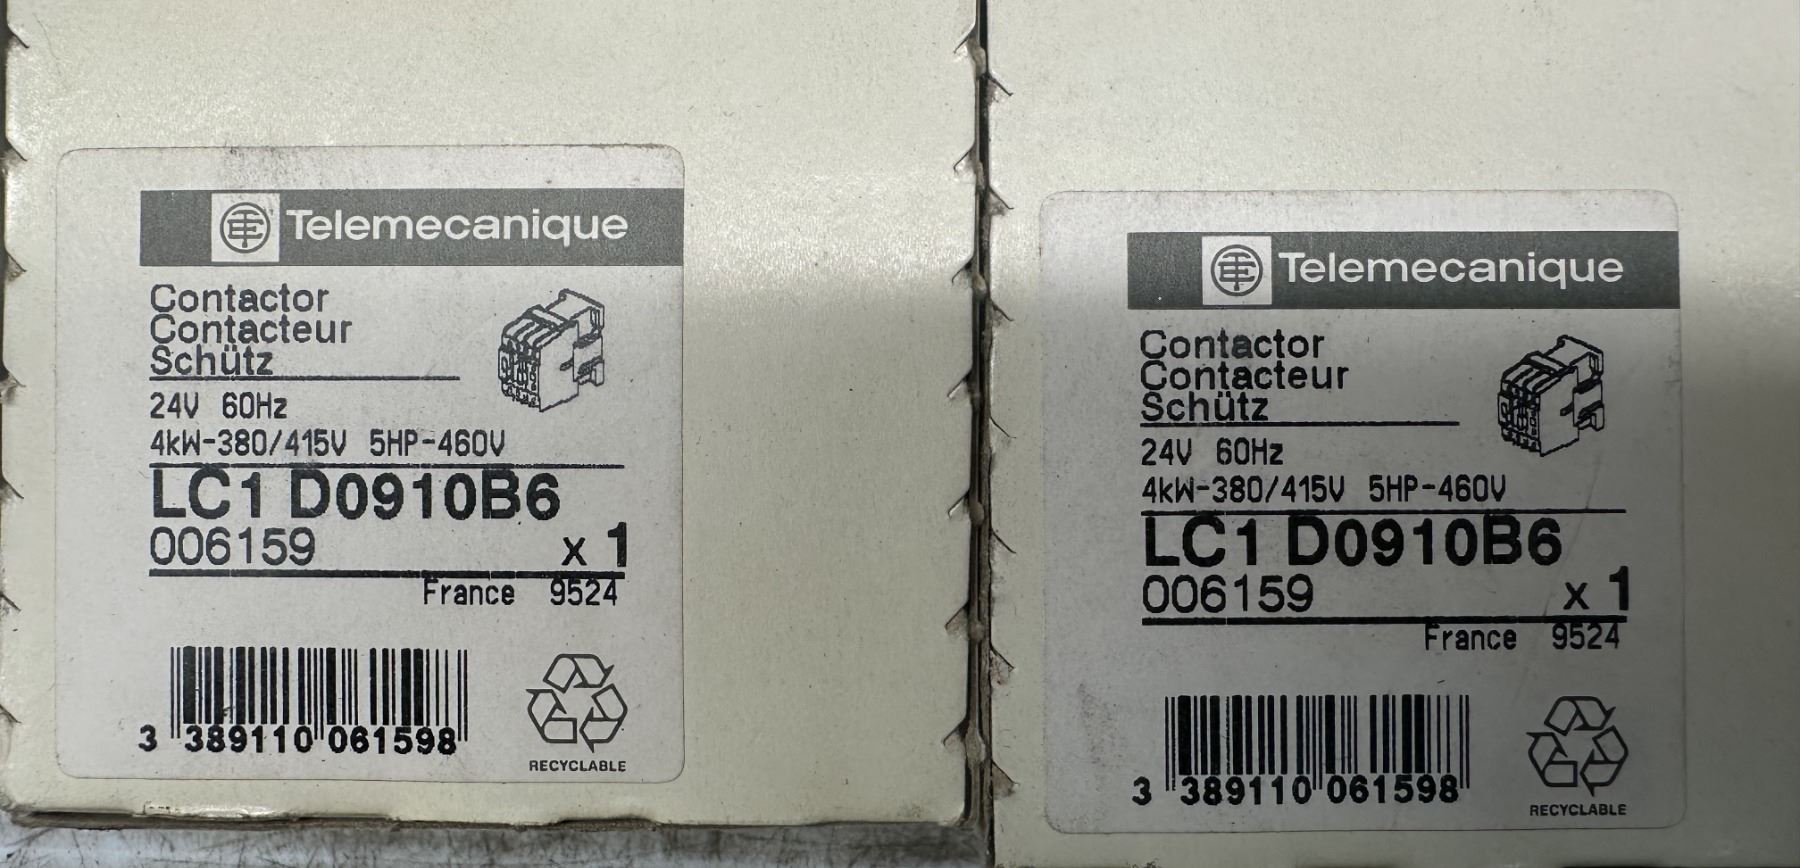 Telemecanique
Contactor
Contacteur
Schütz
24V 60Hz
4kW-380/415V 5HP-460V
LC1 D0910B6
006159 x 1
France 9524
3 389110 061598
RECYCLABLE
Telemecanique
Contactor
Contacteur
Schütz
24V 60Hz
4kW-380/415V 5HP-460V
LC1 D0910B6
006159 x 1
France 9524
3 389110 061598
RECYCLABLE